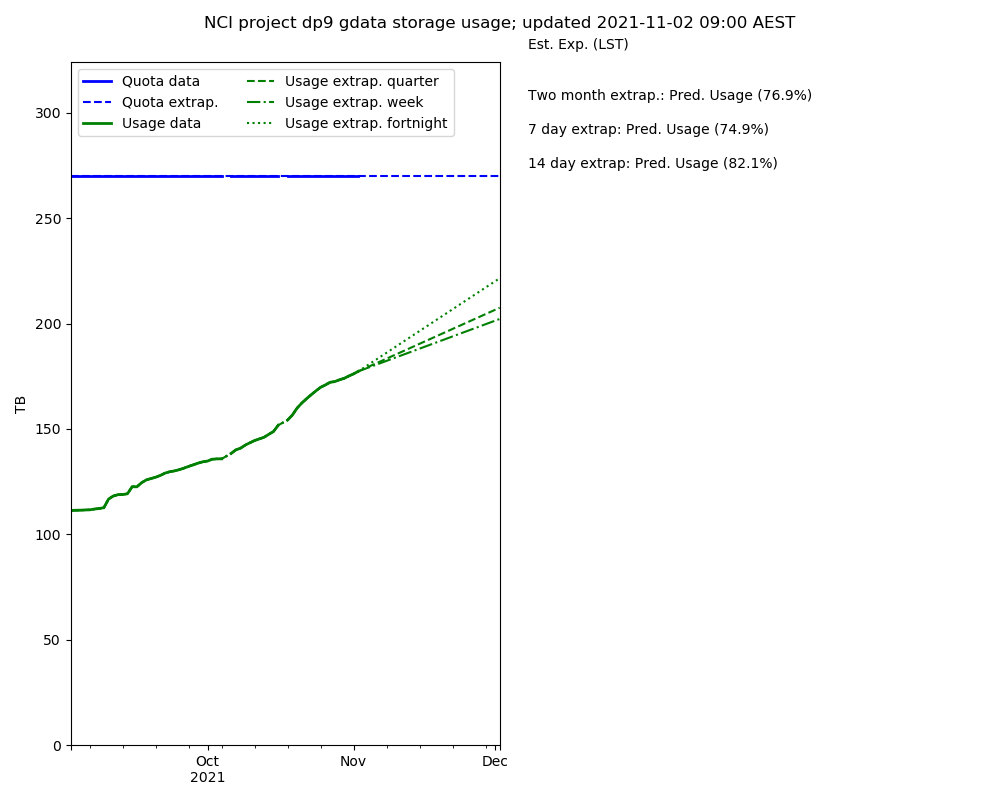 NCI project dp9 gdata storage usage; updated 2021-11-02 09:00 AEST
Est. Exp. (LST)
Two month extrap.: Pred. Usage (76.9%)
7 day extrap: Pred. Usage (74.9%)
14 day extrap: Pred. Usage (82.1%)
Quota data
Quota extrap.
Usage data
Usage extrap. quarter
Usage extrap. week
Usage extrap. fortnight
300
250
200
150
100
50
0
TB
Oct
2021
Nov
Dec